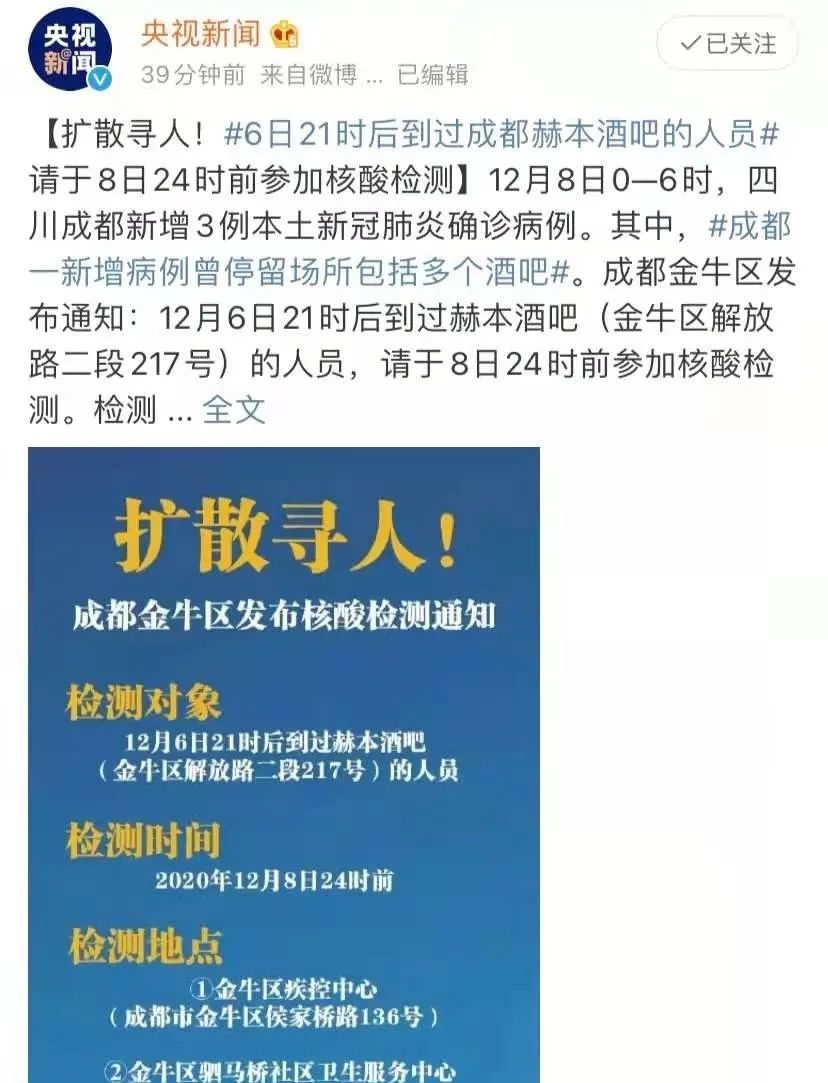 央视新闻
央视
新@闻
39分钟前 来自微博 ... 已编辑
✓已关注
【扩散寻人！#6日21时后到过成都赫本酒吧的人员#
请于8日24时前参加核酸检测】12月8日0—6时，四
川成都新增3例本土新冠肺炎确诊病例。其中，#成都
一新增病例曾停留场所包括多个酒吧#。成都金牛区发
布通知：12月6日21时后到过赫本酒吧（金牛区解放
路二段217号）的人员，请于8日24时前参加核酸检
测。检测 ... 全文
扩散寻人！
成都金牛区发布核酸检测通知
检测对象
12月6日21时后到过赫本酒吧
（金牛区解放路二段217号）的人员
检测时间
2020年12月8日24时前
检测地点
①金牛区疾控中心
（成都市金牛区侯家桥路136号）
②金牛区驷马桥社区卫生服务中心